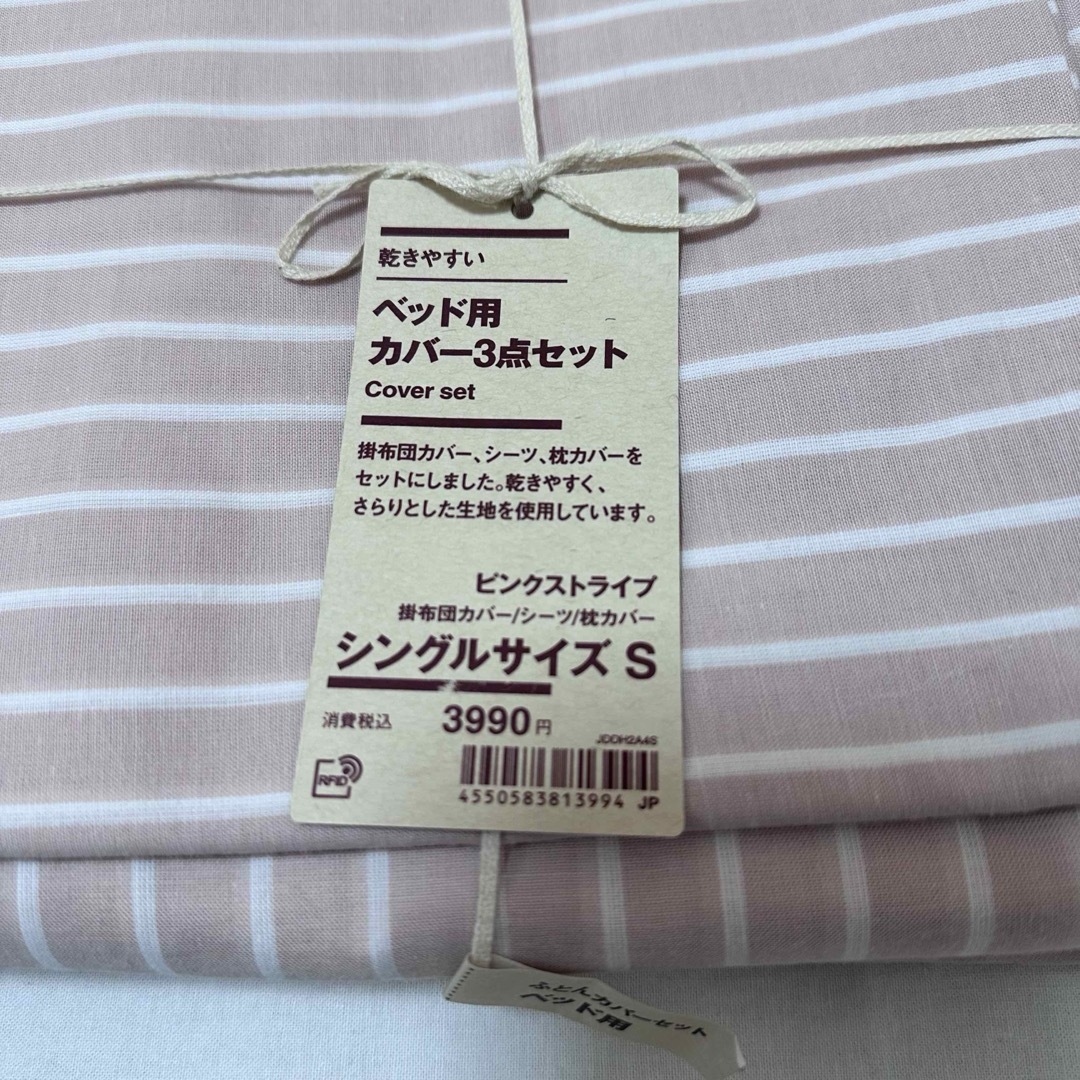 乾きやすい
ベッド用
カバー3点セット
Cover set
掛布団カバー、シーツ、枕カバーを
セットにしました。乾きやすく、
さらりとした生地を使用しています。
ピンクストライプ
掛布団カバー/シーツ/枕カバー
シングルサイズ S
消費税込 3990円
JDDH2A4S
RFID
4550583813994 JP
ふとんカバーセット
ベッド用